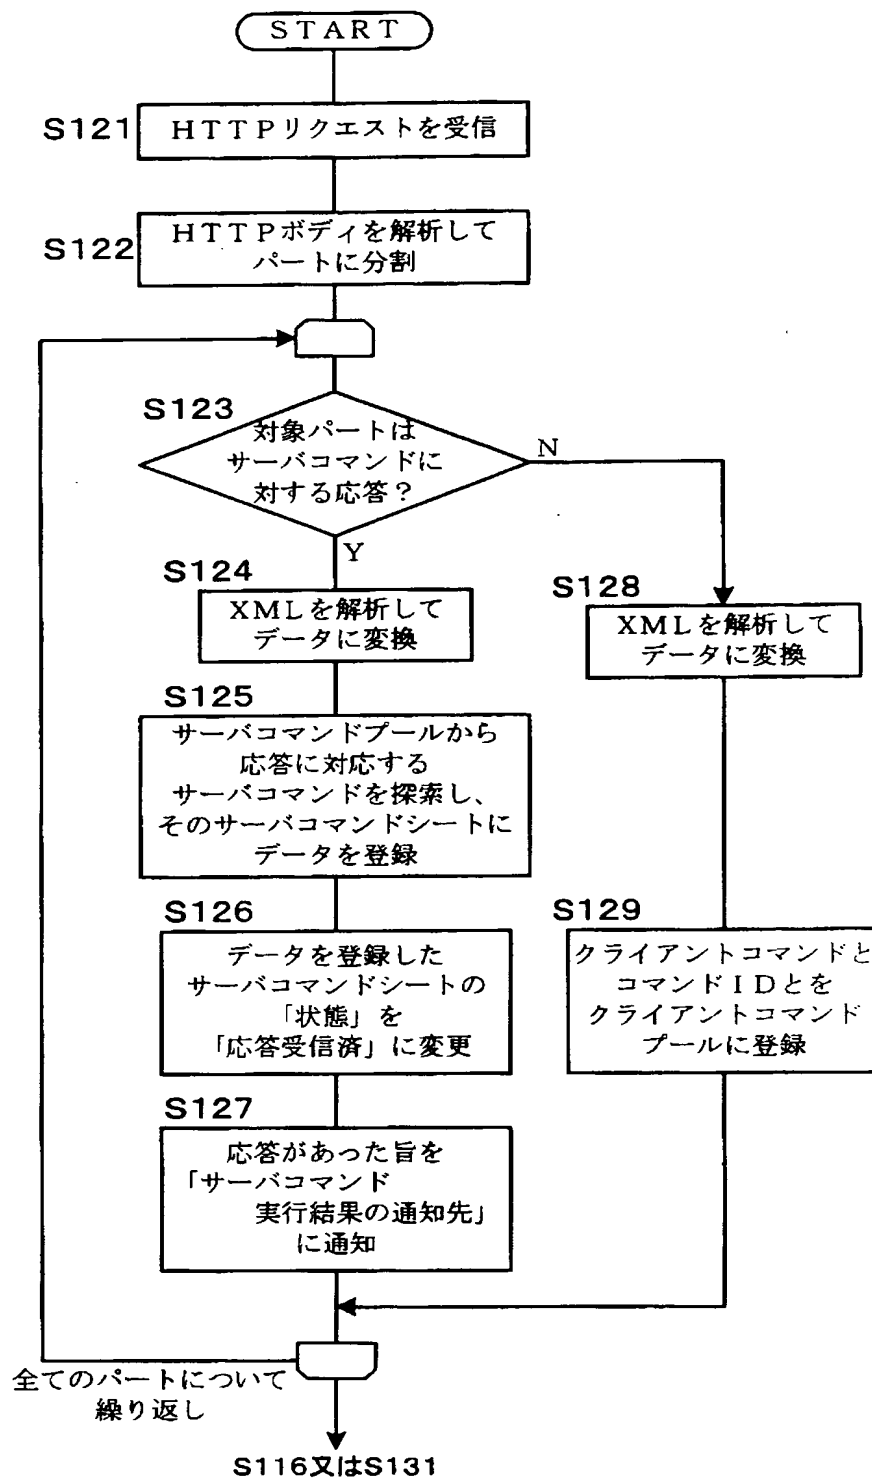 START
S121
HTTPリクエストを受信
S122
HTTPボディを解析して
パートに分割
S123
対象パートは
サーバコマンドに
対する応答?
N
Y
S124
XMLを解析して
データに変換
S125
サーバコマンドプールから
応答に対応する
サーバコマンドを探索し、
そのサーバコマンドシートに
データを登録
S126
データを登録した
サーバコマンドシートの
「状態」を
「応答受信済」に変更
S127
応答があった旨を
「サーバコマンド
実行結果の通知先」
に通知
S128
XMLを解析して
データに変換
S129
クライアントコマンドと
コマンドIDとを
クライアントコマンド
プールに登録
全てのパートについて
繰り返し
S116又はS131